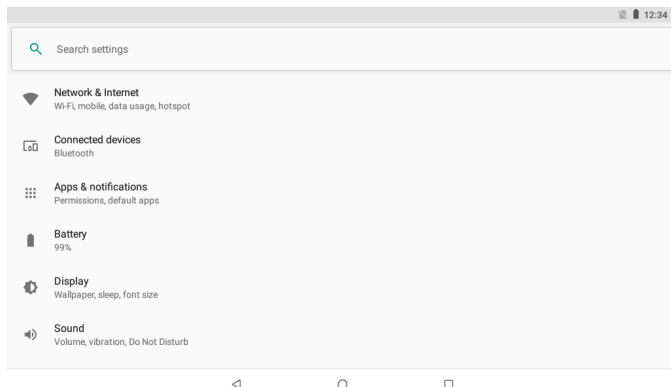 12:34
Search settings
Network & Internet
Wi-Fi, mobile, data usage, hotspot
Connected devices
Bluetooth
Apps & notifications
Permissions, default apps
Battery
99%
Display
Wallpaper, sleep, font size
Sound
Volume, vibration, Do Not Disturb